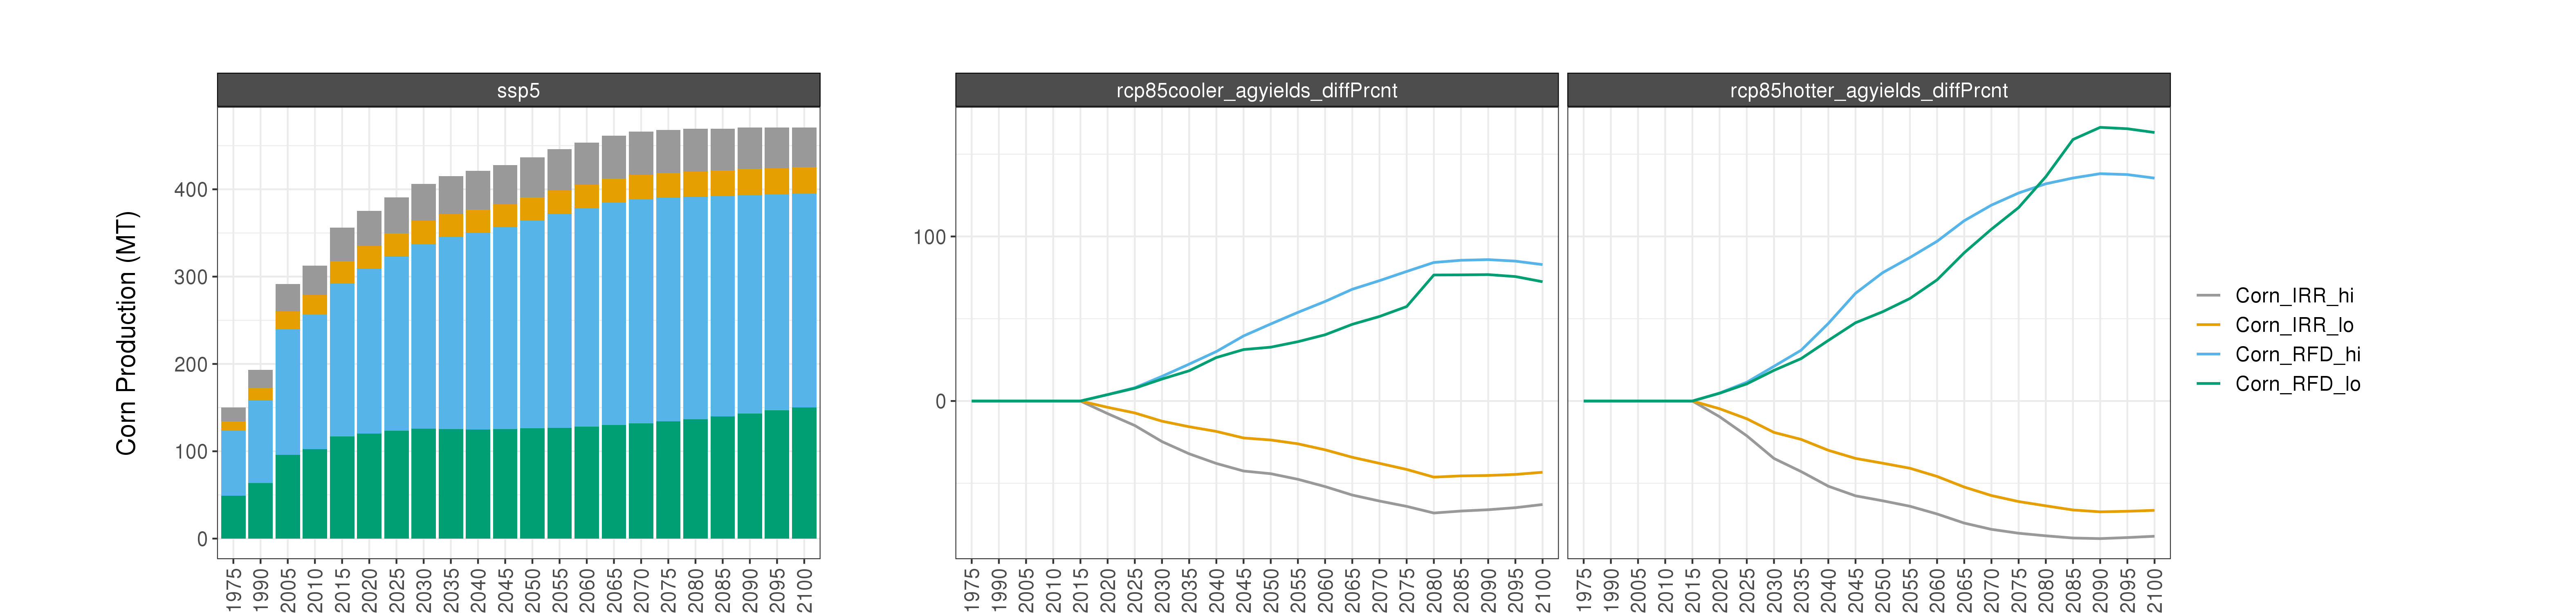 ssp5
rcp85cooler_agyields_diffPrcnt
rcp85hotter_agyields_diffPrcnt
Corn Production (MT)
400
300
200
100
0
100
0
1975 1990 2005 2010 2015 2020 2025 2030 2035 2040 2045 2050 2055 2060 2065 2070 2075 2080 2085 2090 2095 2100
1975 1990 2005 2010 2015 2020 2025 2030 2035 2040 2045 2050 2055 2060 2065 2070 2075 2080 2085 2090 2095 2100
1975 1990 2005 2010 2015 2020 2025 2030 2035 2040 2045 2050 2055 2060 2065 2070 2075 2080 2085 2090 2095 2100
Corn_IRR_hi
Corn_IRR_lo
Corn_RFD_hi
Corn_RFD_lo